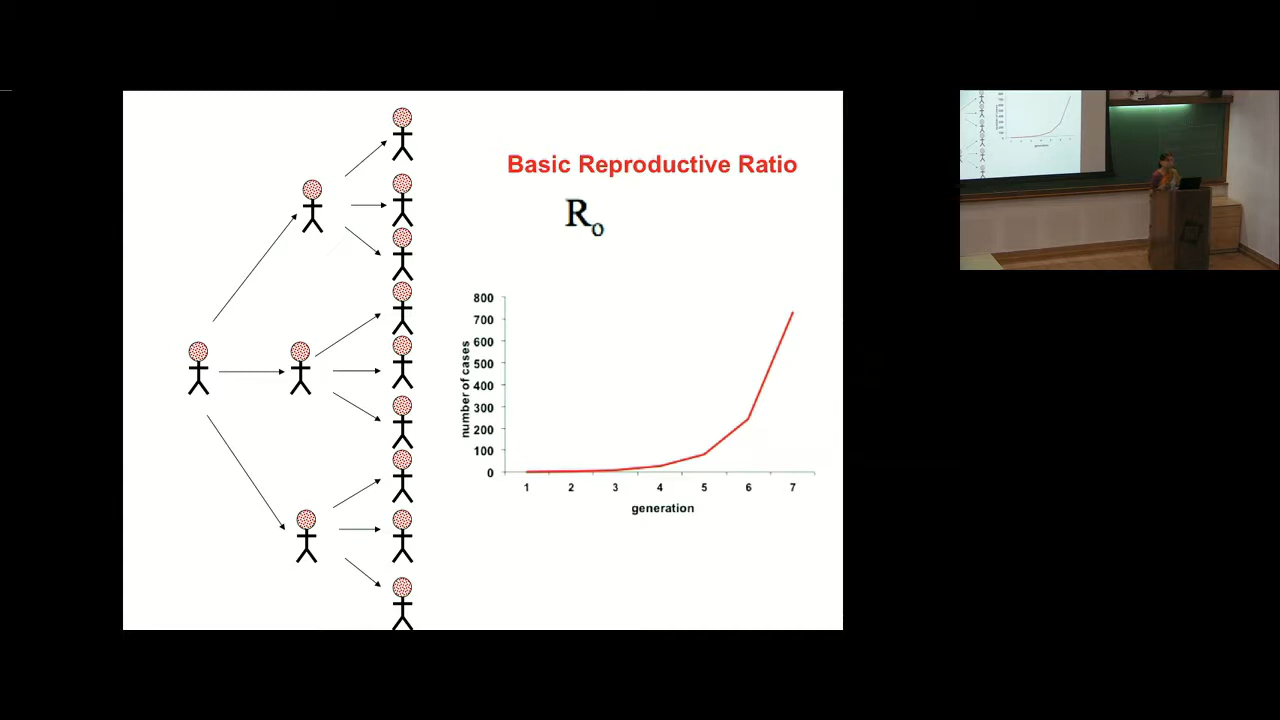 Basic Reproductive Ratio
R0
800
700
600
500
400
300
200
100
0
number of cases
1 2 3 4 5 6 7
generation